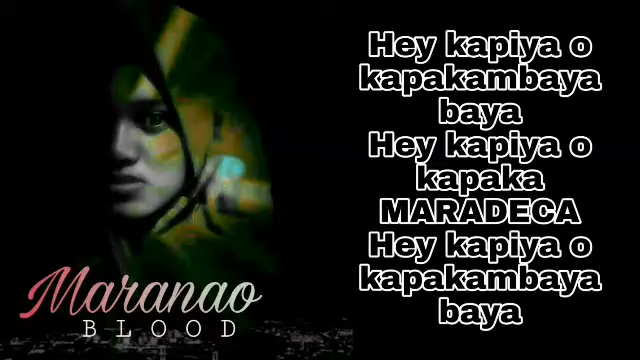 Maranao
BLOOD
Hey kapiya o
kapakambaya
baya
Hey kapiya o
kapaka
MARADECA
Hey kapiya o
kapakambaya
baya